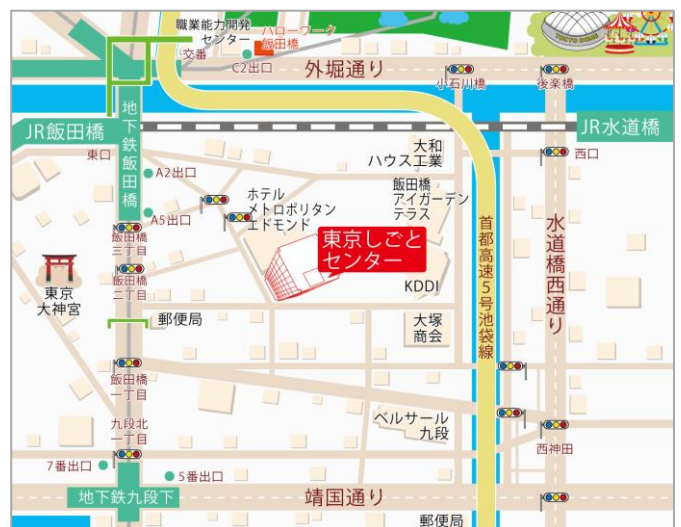 職業能力開発
センター
交番
ハローワーク
飯田橋
C2出口
TOKYO DOME
外堀通り
小石川橋
後楽橋
JR飯田橋
地下鉄飯田橋
JR水道橋
東口
西口
A2出口
A5出口
大和
ハウス工業
飯田橋
アイガーデン
テラス
ホテル
メトロポリタン
エドモンド
東京しごと
センター
飯田橋
三丁目
飯田橋
二丁目
東京
大神宮
KDDI
首都高速5号池袋線
水道橋西通り
郵便局
大塚
商会
飯田橋
一丁目
九段北
一丁目
ベルサール
九段
西神田
7番出口
5番出口
地下鉄九段下
靖国通り
郵便局